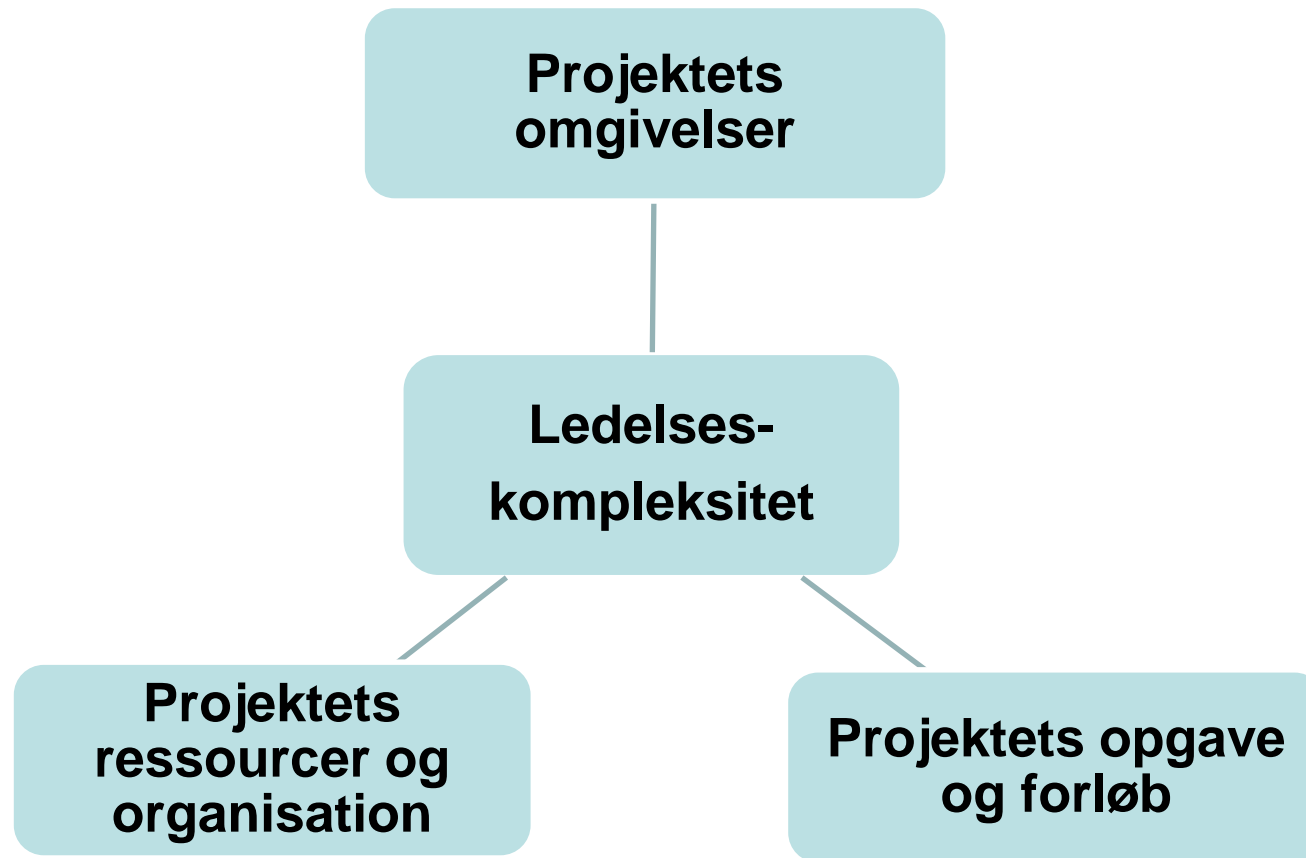 Projektets
omgivelser
Ledelses-
kompleksitet
Projektets
ressourcer og
organisation
Projektets opgave
og forløb